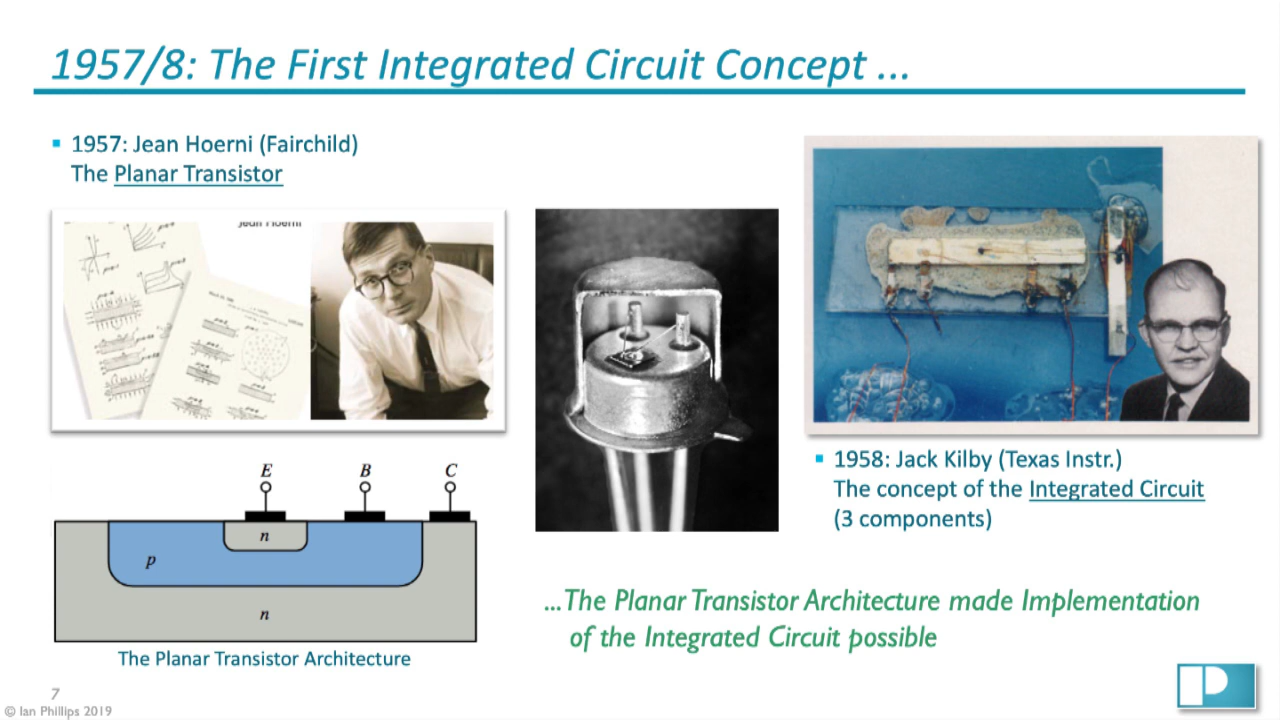 1957/8: The First Integrated Circuit Concept ...
1957: Jean Hoerni (Fairchild)
The Planar Transistor
Jean Hoerni
E B C
n
p
n
The Planar Transistor Architecture
1958: Jack Kilby (Texas Instr.)
The concept of the Integrated Circuit
(3 components)
...The Planar Transistor Architecture made Implementation
of the Integrated Circuit possible
7
© Ian Phillips 2019
P